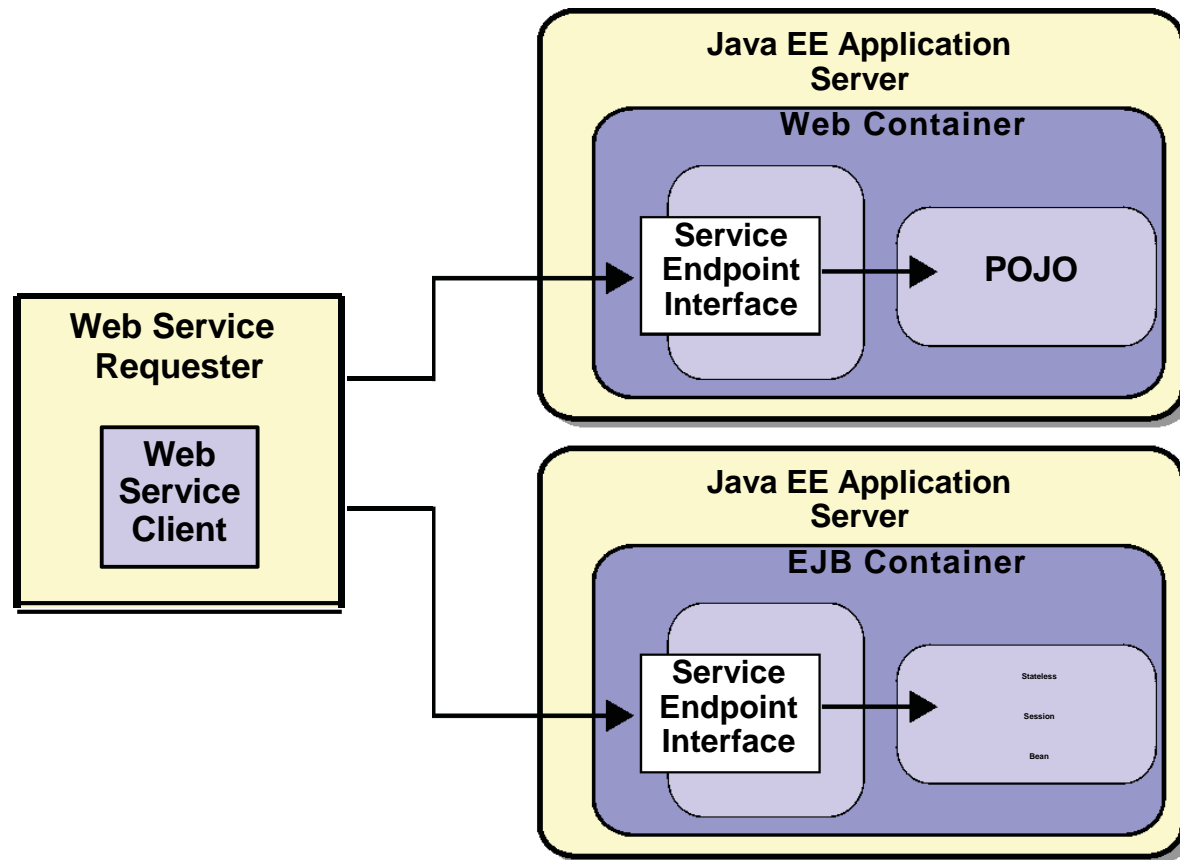 Java EE Application
Server
Web Container
Service
Endpoint
Interface
POJO
Web Service
Requester
Web
Service
Client
Java EE Application
Server
EJB Container
Service
Endpoint
Interface
Stateless
Session
Bean